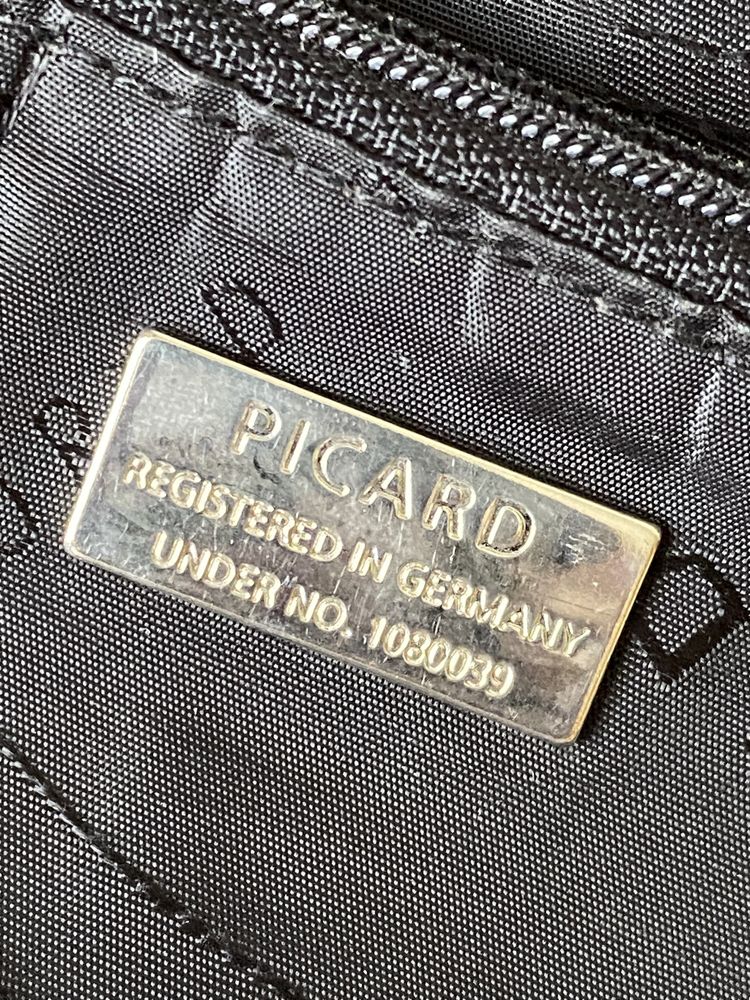 PICARD
REGISTERED IN GERMANY
UNDER NO. 1080039